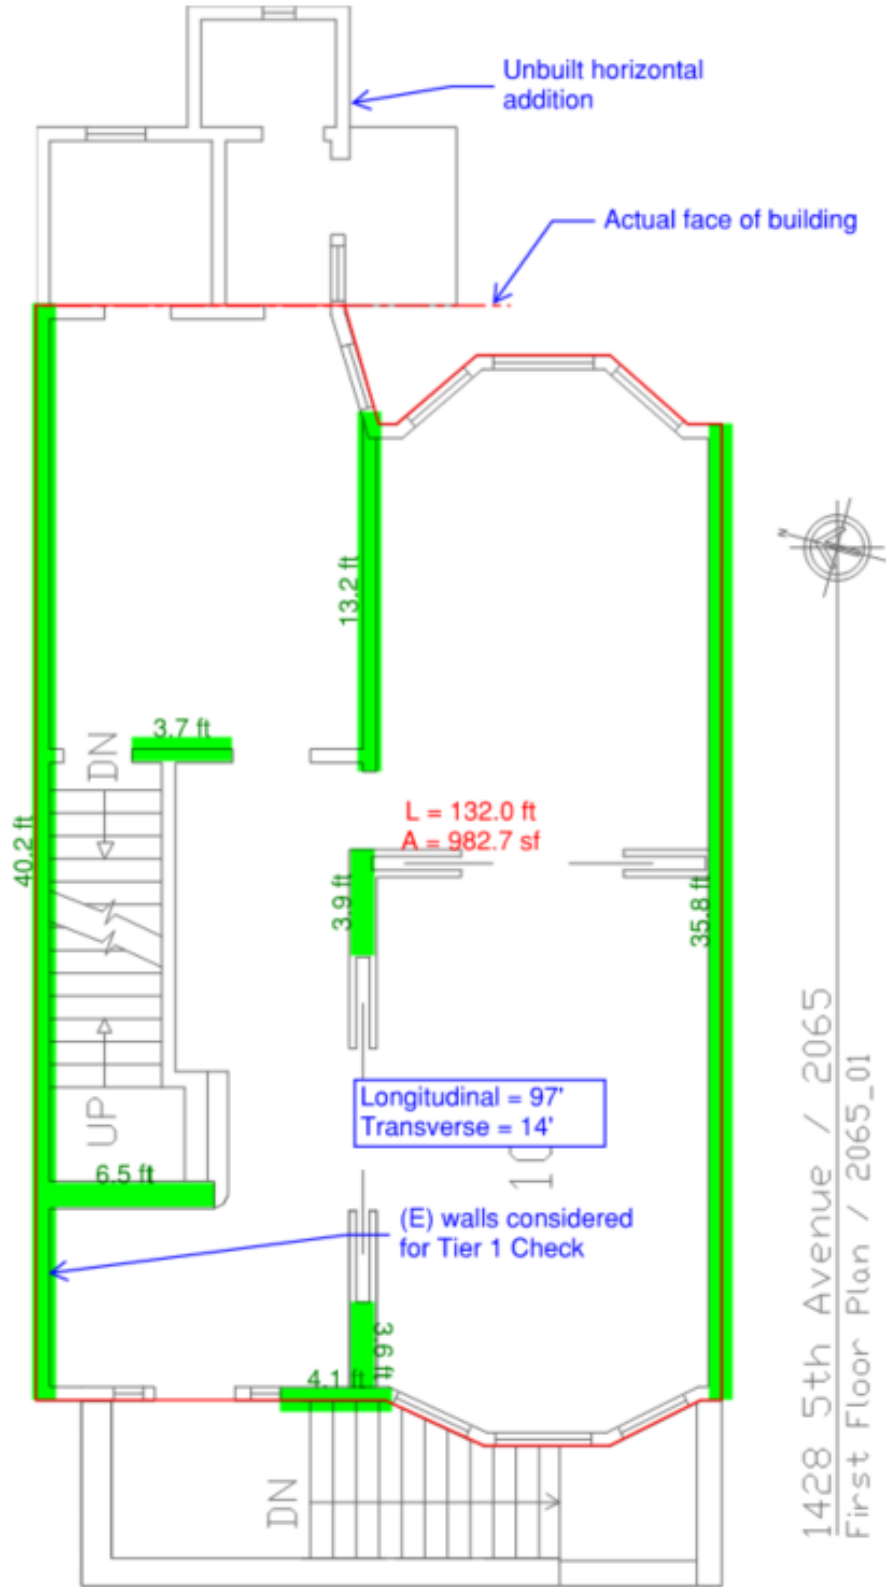 Unbuilt horizontal
addition
Actual face of building
N
13.2 ft
3.7 ft
DN
L = 132.0 ft
A = 982.7 sf
40.2 ft
3.9 ft
35.8 ft
Longitudinal = 97'
Transverse = 14'
UP
10
6.5 ft
(E) walls considered
for Tier 1 Check
3.6 ft
4.1 ft
DN
1428 5th Avenue / 2065
First Floor Plan / 2065_01